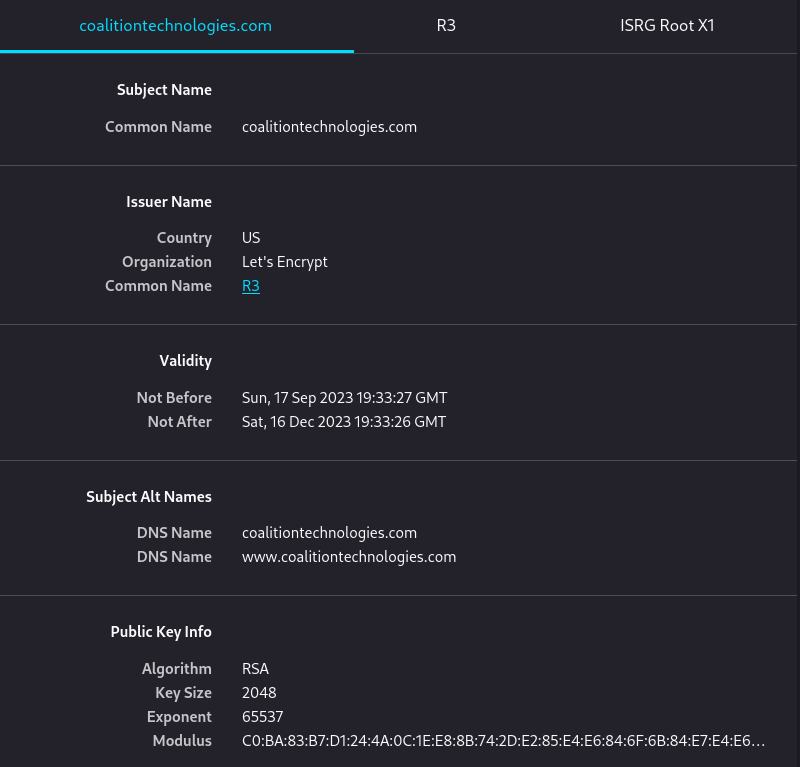 coalitiontechnologies.com R3 ISRG Root X1
Subject Name
Common Name coalitiontechnologies.com
Issuer Name
Country US
Organization Let's Encrypt
Common Name R3
Validity
Not Before Sun, 17 Sep 2023 19:33:27 GMT
Not After Sat, 16 Dec 2023 19:33:26 GMT
Subject Alt Names
DNS Name coalitiontechnologies.com
DNS Name www.coalitiontechnologies.com
Public Key Info
Algorithm RSA
Key Size 2048
Exponent 65537
Modulus C0:BA:83:B7:D1:24:4A:0C:1E:E8:8B:74:2D:E2:85:E4:E6:84:6F:6B:84:E7:E4:E6…